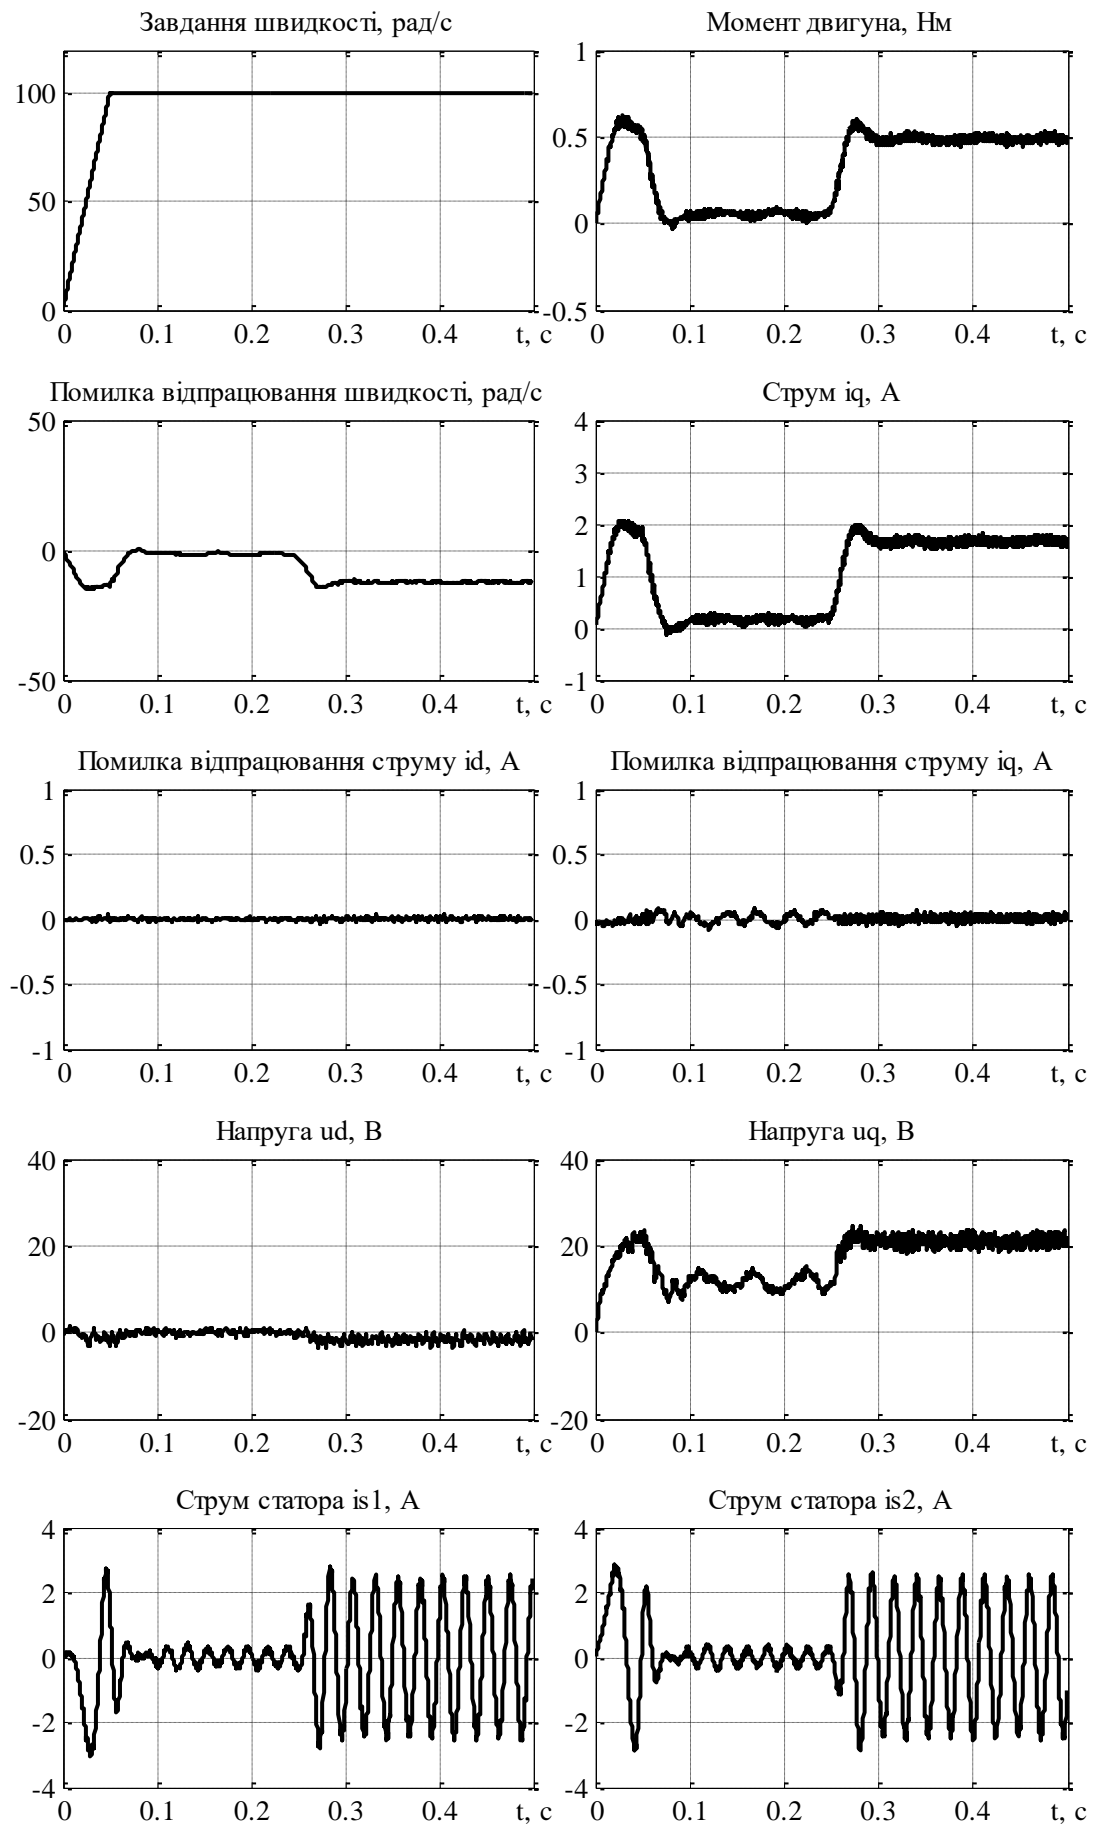 Завдання швидкості, рад/с
100
50
0
0 0.1 0.2 0.3 0.4 t, c
Момент двигуна, Нм
1
0.5
0
-0.5
0 0.1 0.2 0.3 0.4 t, c
Помилка відпрацювання швидкості, рад/с
50
0
-50
0 0.1 0.2 0.3 0.4 t, c
Струм iq, А
4
3
2
1
0
-1
0 0.1 0.2 0.3 0.4 t, c
Помилка відпрацювання струму id, А
1
0.5
0
-0.5
-1
0 0.1 0.2 0.3 0.4 t, c
Помилка відпрацювання струму iq, А
1
0.5
0
-0.5
-1
0 0.1 0.2 0.3 0.4 t, c
Напруга ud, В
40
20
0
-20
0 0.1 0.2 0.3 0.4 t, c
Напруга uq, В
40
20
0
-20
0 0.1 0.2 0.3 0.4 t, c
Струм статора is1, А
4
2
0
-2
-4
0 0.1 0.2 0.3 0.4 t, c
Струм статора is2, А
4
2
0
-2
-4
0 0.1 0.2 0.3 0.4 t, c